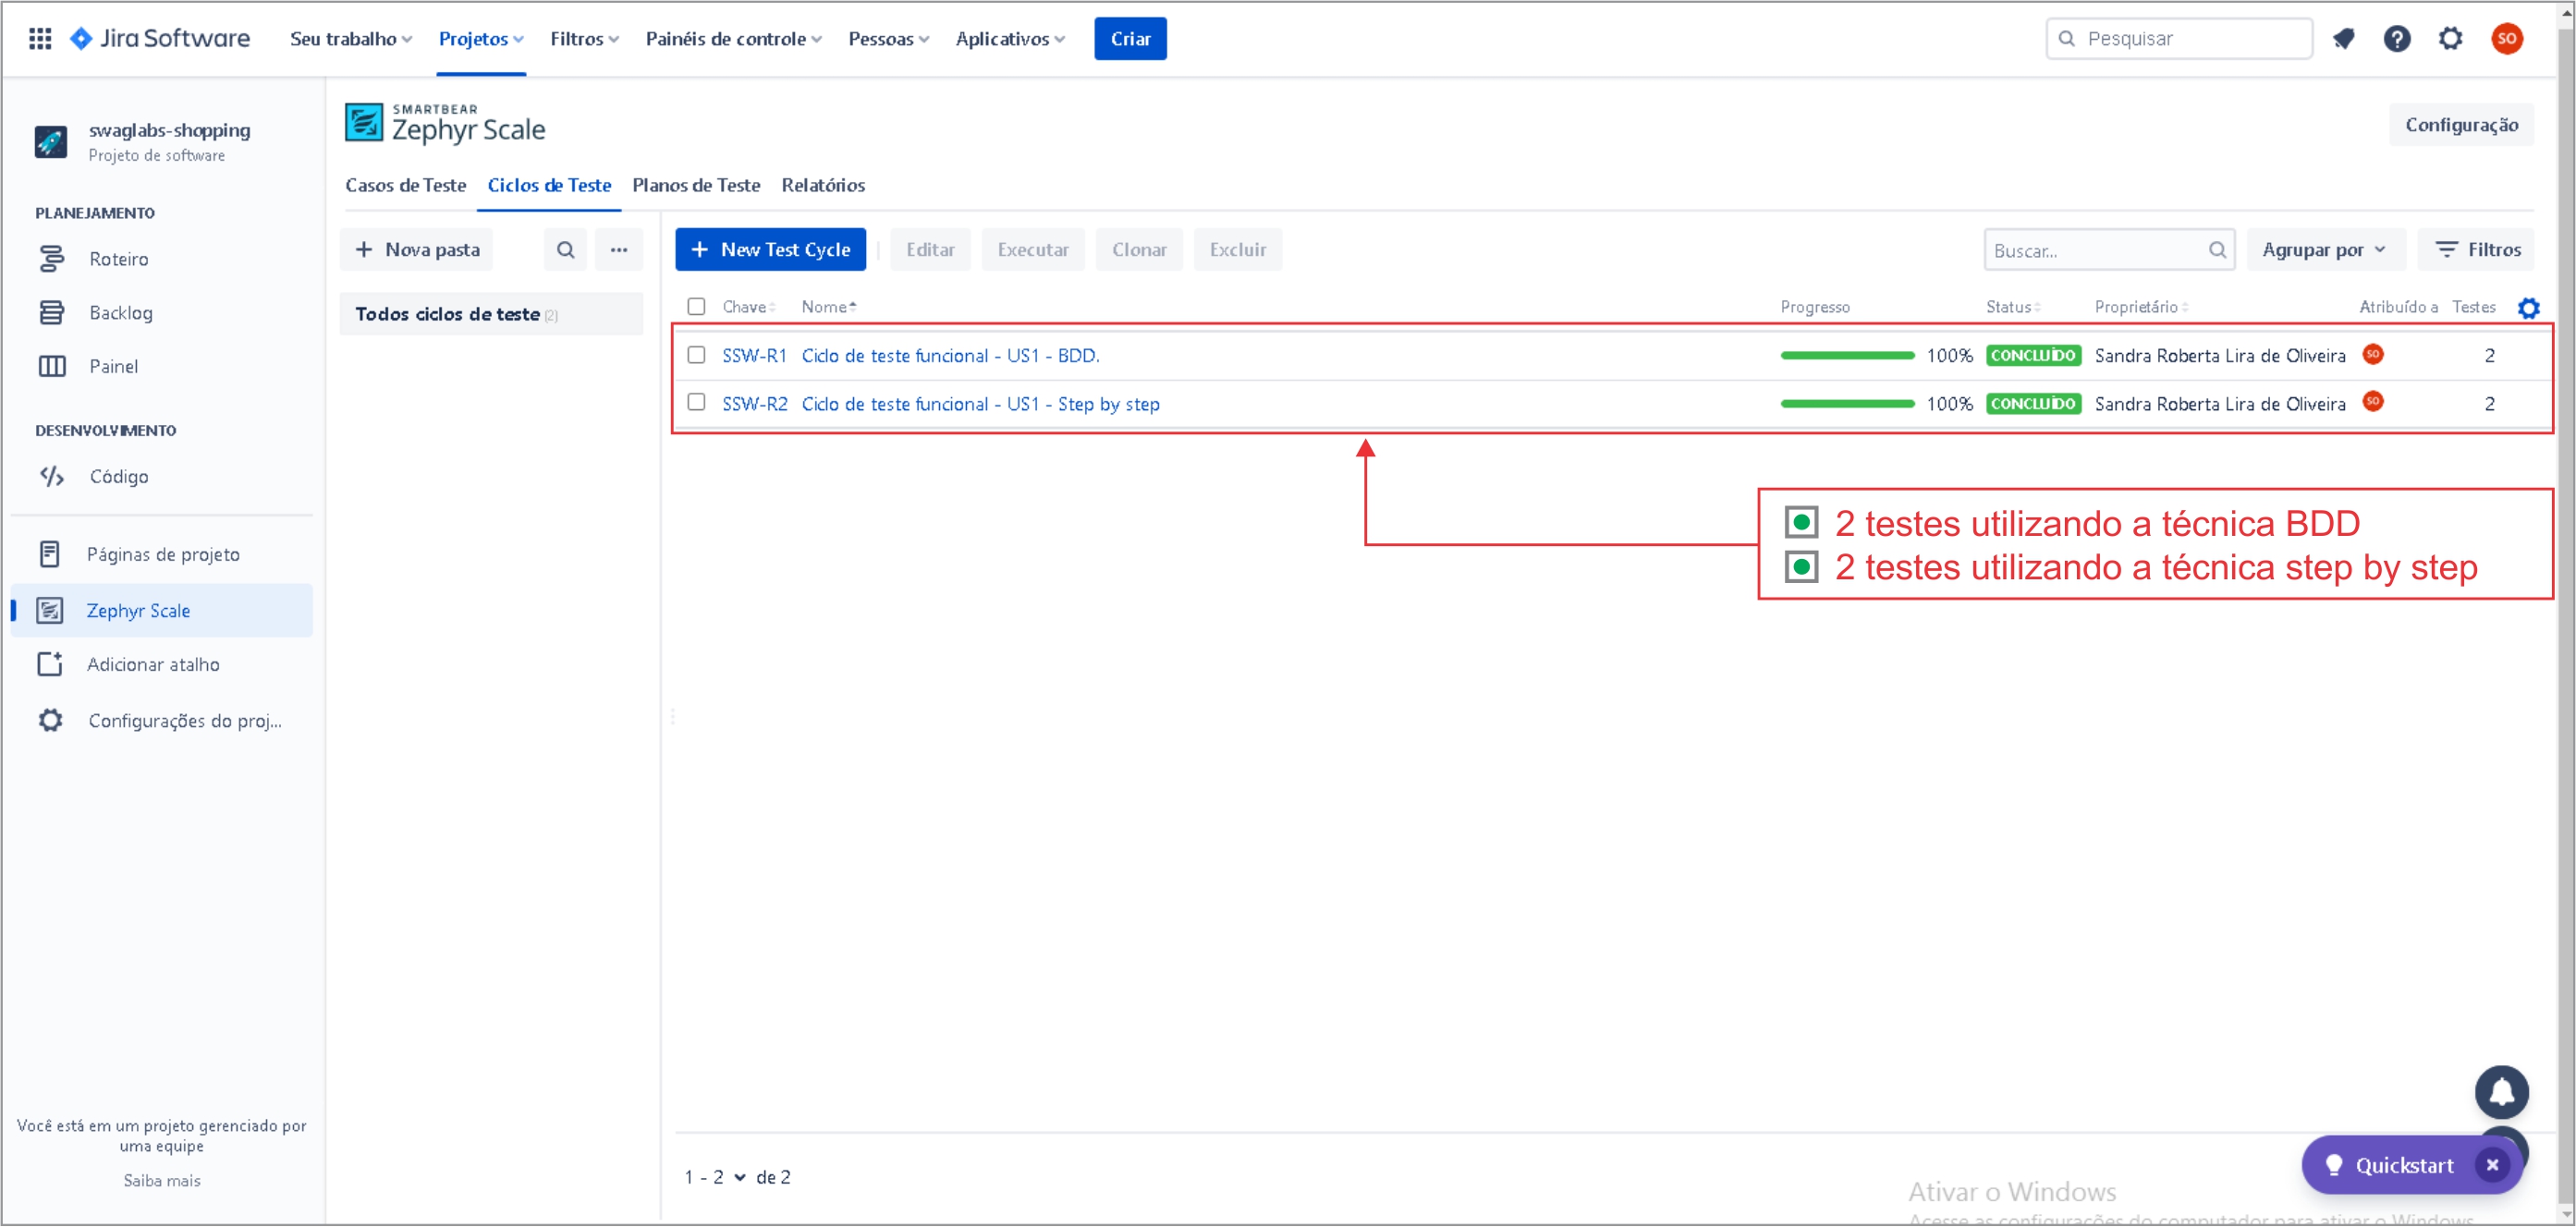 Jira Software Seu trabalho Projetos Filtros Painéis de controle Pessoas Aplicativos Criar Pesquisar SO
swaglabs-shopping
Projeto de software
PLANEJAMENTO
Roteiro
Backlog
Painel
DESENVOLVIMENTO
Código
Páginas de projeto
Zephyr Scale
Adicionar atalho
Configurações do proj...
Você está em um projeto gerenciado por
uma equipe
Saiba mais
SMARTBEAR
Zephyr Scale
Configuração
Casos de Teste Ciclos de Teste Planos de Teste Relatórios
+ Nova pasta ...
Todos ciclos de teste (2)
+ New Test Cycle Editar Executar Clonar Excluir Buscar... Agrupar por Filtros
Chave Nome Progresso Status Proprietário Atribuído a Testes
SSW-R1 Ciclo de teste funcional - US1 - BDD. 100% CONCLUÍDO Sandra Roberta Lira de Oliveira SO 2
SSW-R2 Ciclo de teste funcional - US1 - Step by step 100% CONCLUÍDO Sandra Roberta Lira de Oliveira SO 2
2 testes utilizando a técnica BDD
2 testes utilizando a técnica step by step
1 - 2 de 2
Quickstart
Ativar o Windows
Acesse as configurações do computador para ativar o Windows